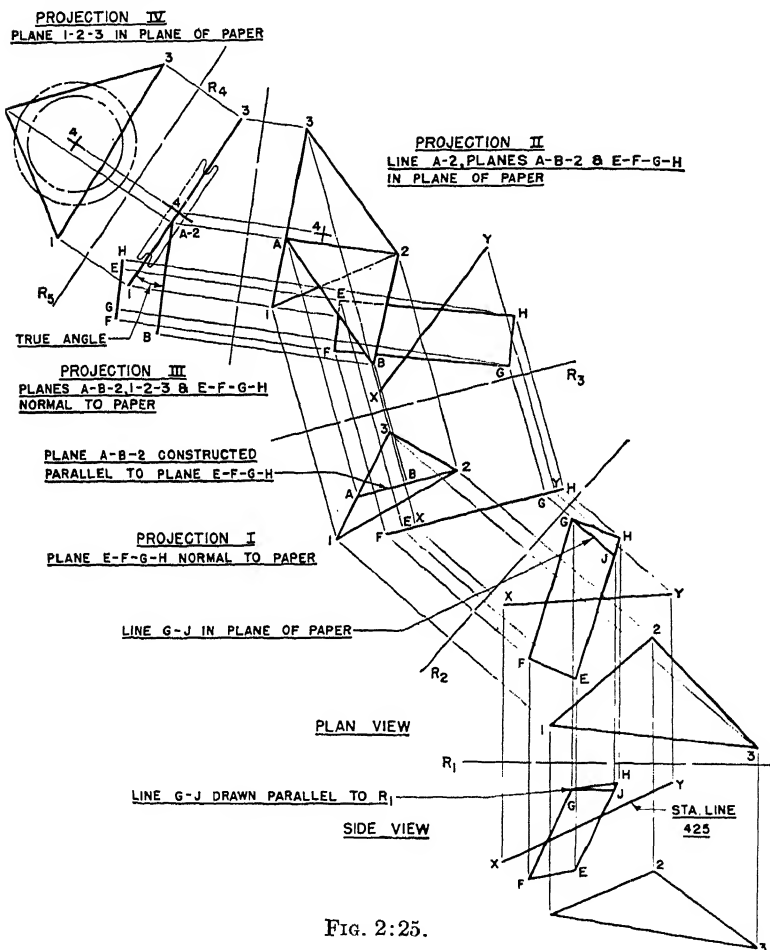 PROJECTION IV
PLANE 1-2-3 IN PLANE OF PAPER
3
R4
3
3
4
PROJECTION II
LINE A-2, PLANES A-B-2 & E-F-G-H
IN PLANE OF PAPER
4
A-2
4
Y
1
A
2
H
E
1
R5
E
H
G
F
1
TRUE ANGLE
B
F
B
G
PROJECTION III
PLANES A-B-2, 1-2-3 & E-F-G-H
NORMAL TO PAPER
X
R3
3
PLANE A-B-2 CONSTRUCTED
PARALLEL TO PLANE E-F-G-H
2
B
A
Y
H
G
E
X
PROJECTION I
PLANE E-F-G-H NORMAL TO PAPER
1
F
G
H
J
X
Y
LINE G-J IN PLANE OF PAPER
2
F
R2
E
PLAN VIEW
1
3
R1
H
LINE G-J DRAWN PARALLEL TO R1
G
J
Y
SIDE VIEW
STA. LINE
425
X
F
E
2
3
FIG. 2:25.